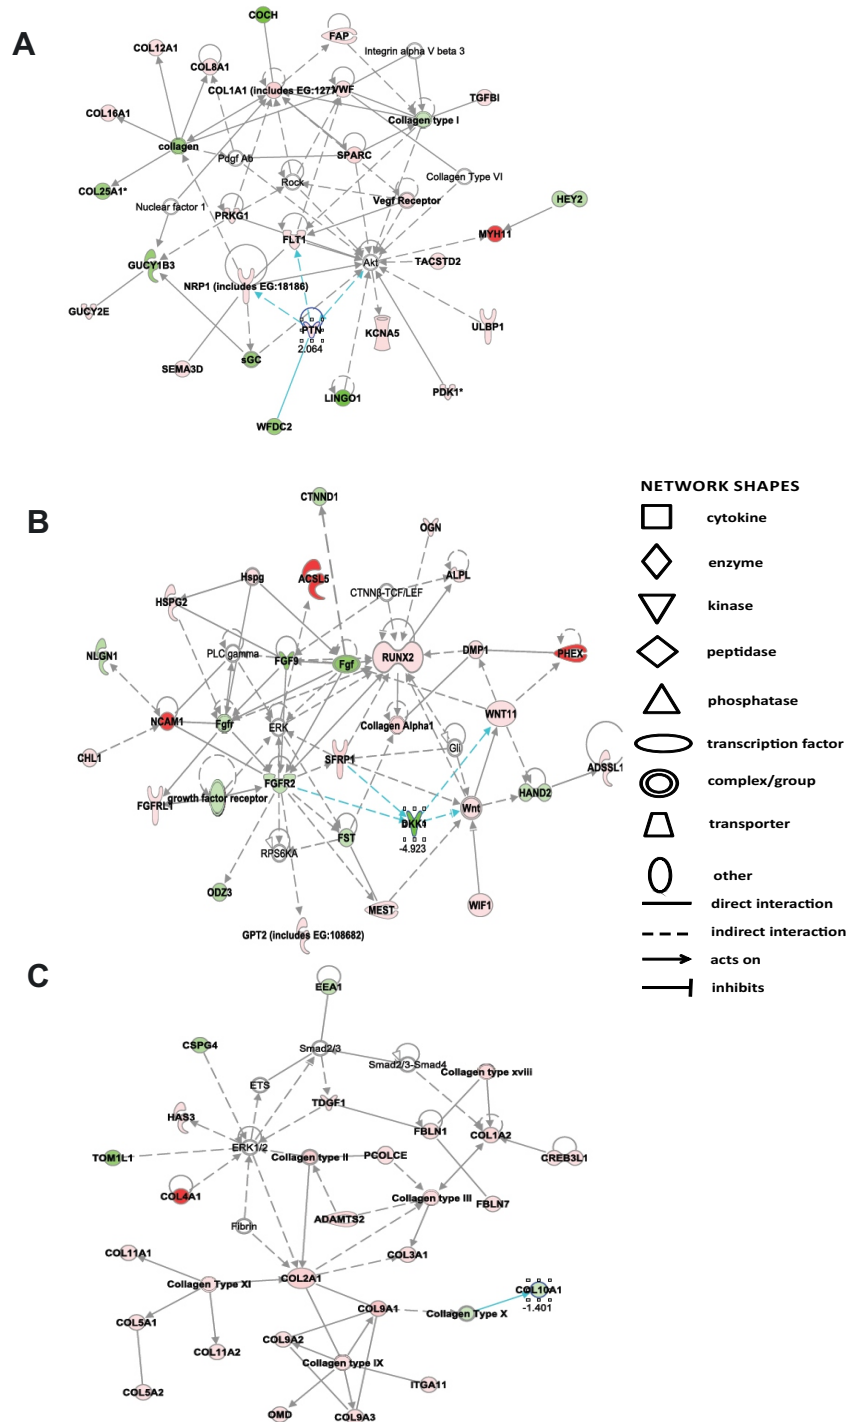 A
COCH
FAP
Integrin alpha V beta 3
COL12A1
COL8A1
COL1A1 (includes EG:1277
VWF
TGFBI
COL16A1
Collagen type I
collagen
Pdgf Ab
SPARC
Rock
Collagen Type VI
COL25A1*
Nuclear factor 1
PRKG1
Vegf Receptor
HEY2
FLT1
MYH11
GUCY1B3
Akt
TACSTD2
NRP1 (includes EG:18186)
GUCY2E
PTN
KCNA5
ULBP1
2.064
sGC
SEMA3D
LINGO1
PDK1*
WFDC2
B
CTNND1
OGN
Hspg
ACSL5
ALPL
CTNNβ-TCF/LEF
HSPG2
NLGN1
PLC gamma
FGF9
Fgf
RUNX2
DMP1
PHEX
NCAM1
Fgfr
ERK
Collagen Alpha1
WNT11
CHL1
SFRP1
Gli
ADSSL1
FGFRL1
growth factor receptor
FGFR2
HAND2
DKK1
Wnt
-4.923
FST
RPS6KA
ODZ3
MEST
WIF1
GPT2 (includes EG:108682)
NETWORK SHAPES
cytokine
enzyme
kinase
peptidase
phosphatase
transcription factor
complex/group
transporter
other
direct interaction
indirect interaction
acts on
inhibits
C
EEA1
CSPG4
Smad2/3
Smad2/3-Smad4
Collagen type xviii
ETS
TDGF1
HAS3
FBLN1
COL1A2
ERK1/2
TOM1L1
Collagen type II
PCOLCE
CREB3L1
COL4A1
Collagen type III
FBLN7
Fibrin
ADAMTS2
COL11A1
COL3A1
Collagen Type XI
COL2A1
COL10A1
-1.401
COL5A1
COL9A1
Collagen Type X
COL11A2
COL9A2
Collagen type IX
COL5A2
ITGA11
OMD
COL9A3